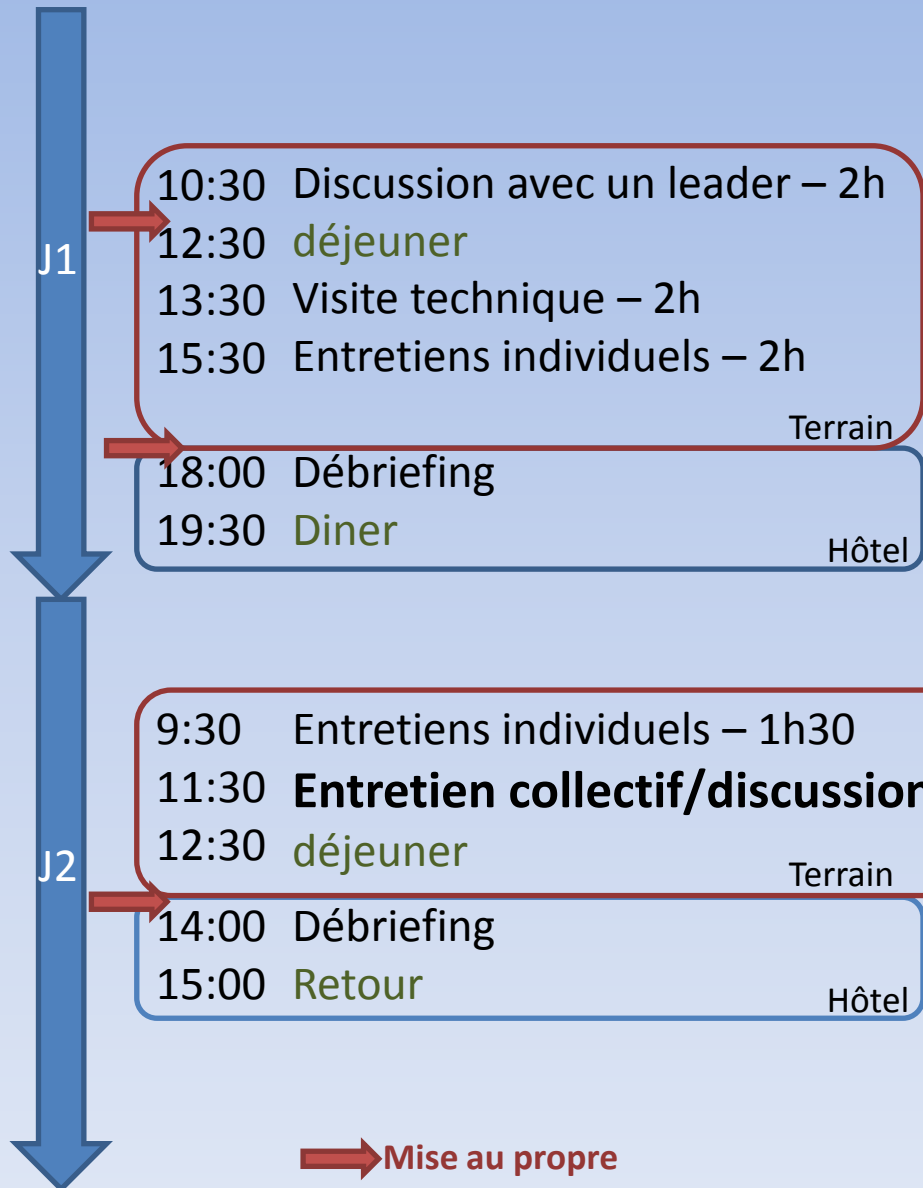 J1
10:30 Discussion avec un leader – 2h
12:30 déjeuner
13:30 Visite technique – 2h
15:30 Entretiens individuels – 2h
Terrain
18:00 Débriefing
19:30 Diner
Hôtel
J2
9:30 Entretiens individuels – 1h30
11:30 Entretien collectif/discussion
12:30 déjeuner
Terrain
14:00 Débriefing
15:00 Retour
Hôtel
Mise au propre